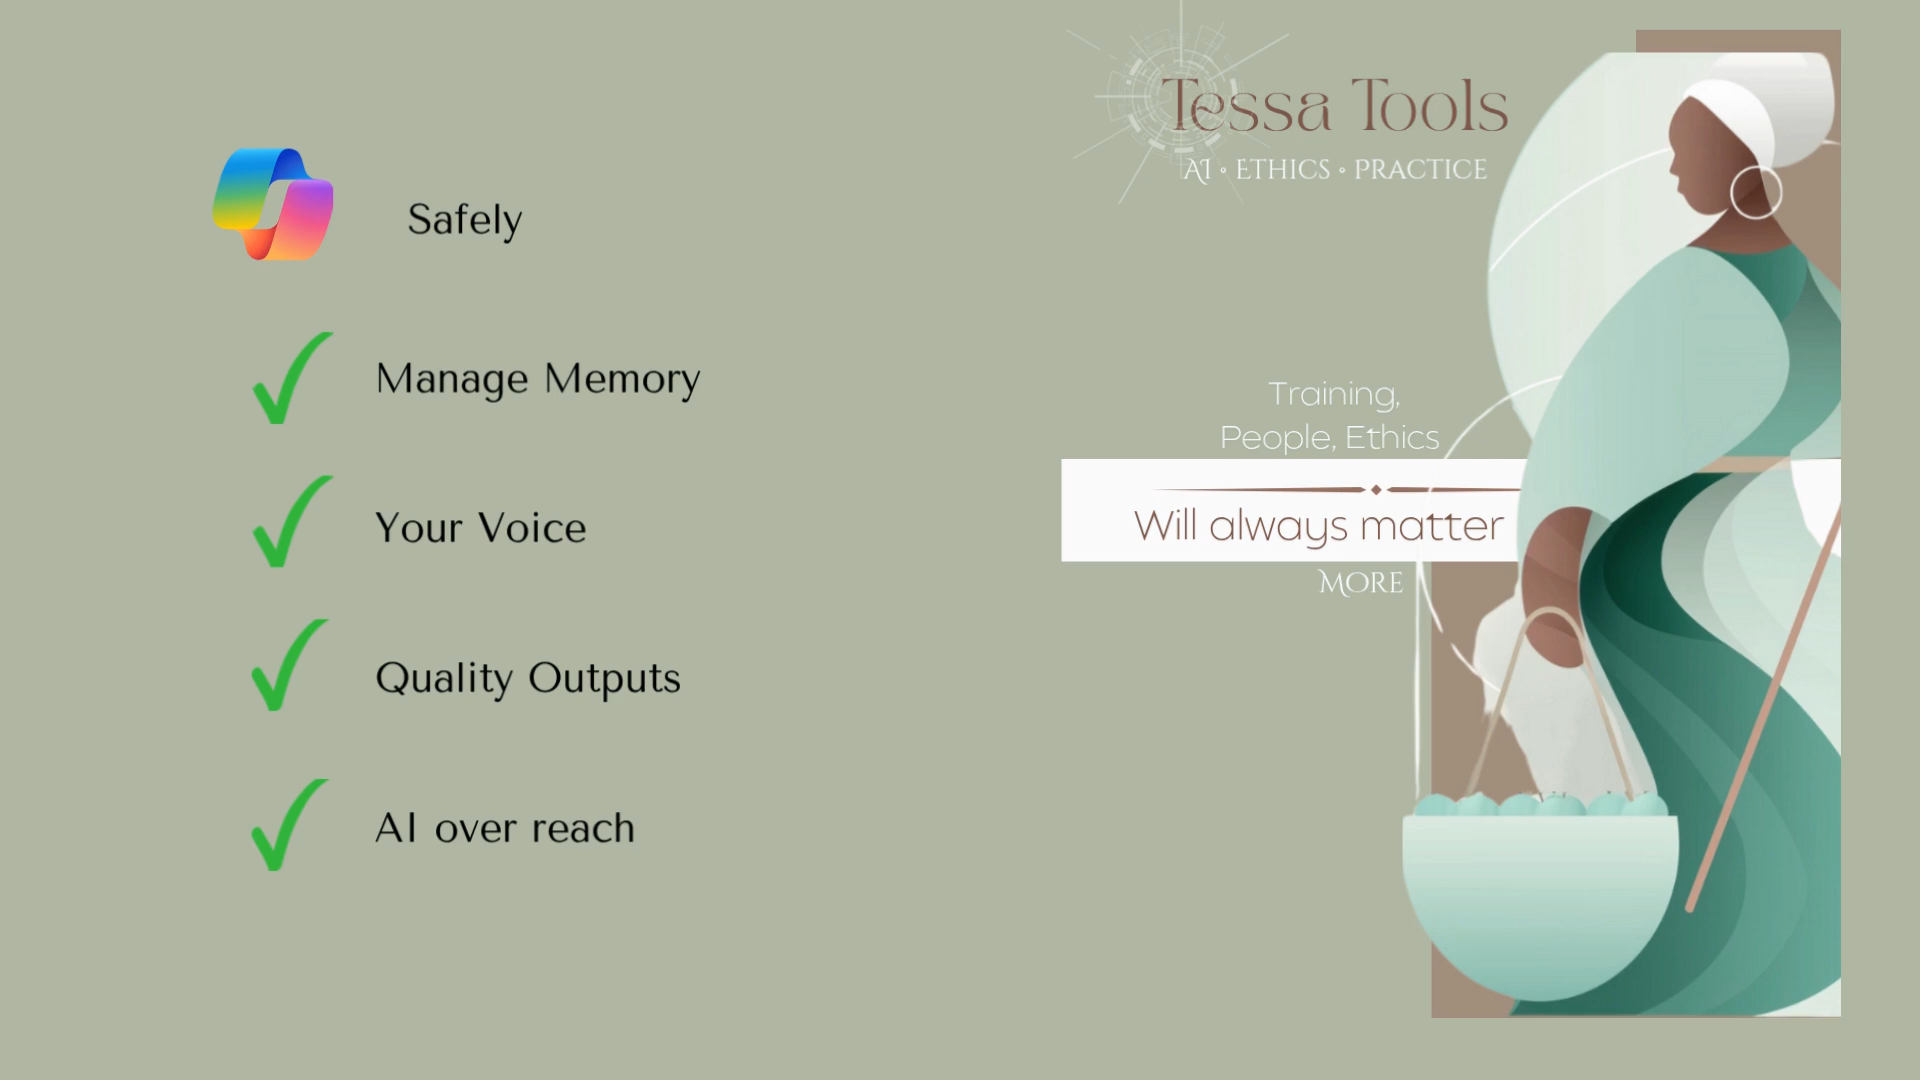 Safely
Manage Memory
Your Voice
Quality Outputs
AI over reach
Tessa Tools
AI • ETHICS • PRACTICE
Training,
People, Ethics
Will always matter
MORE